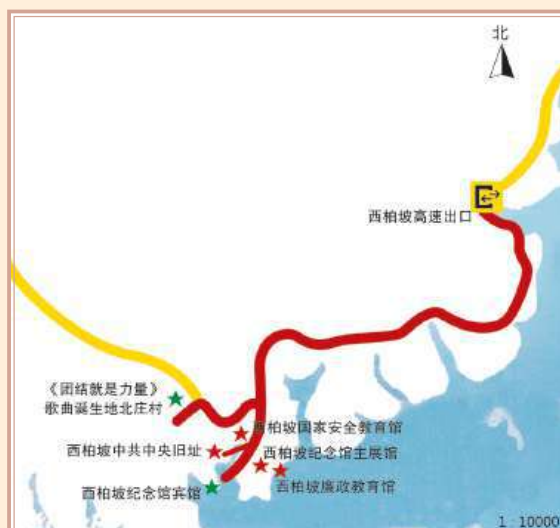 北
西柏坡高速出口
《团结就是力量》
歌曲诞生地北庄村
西柏坡国家安全教育馆
西柏坡中共中央旧址
西柏坡纪念馆主展馆
西柏坡廉政教育馆
西柏坡纪念馆宾馆
1:10000